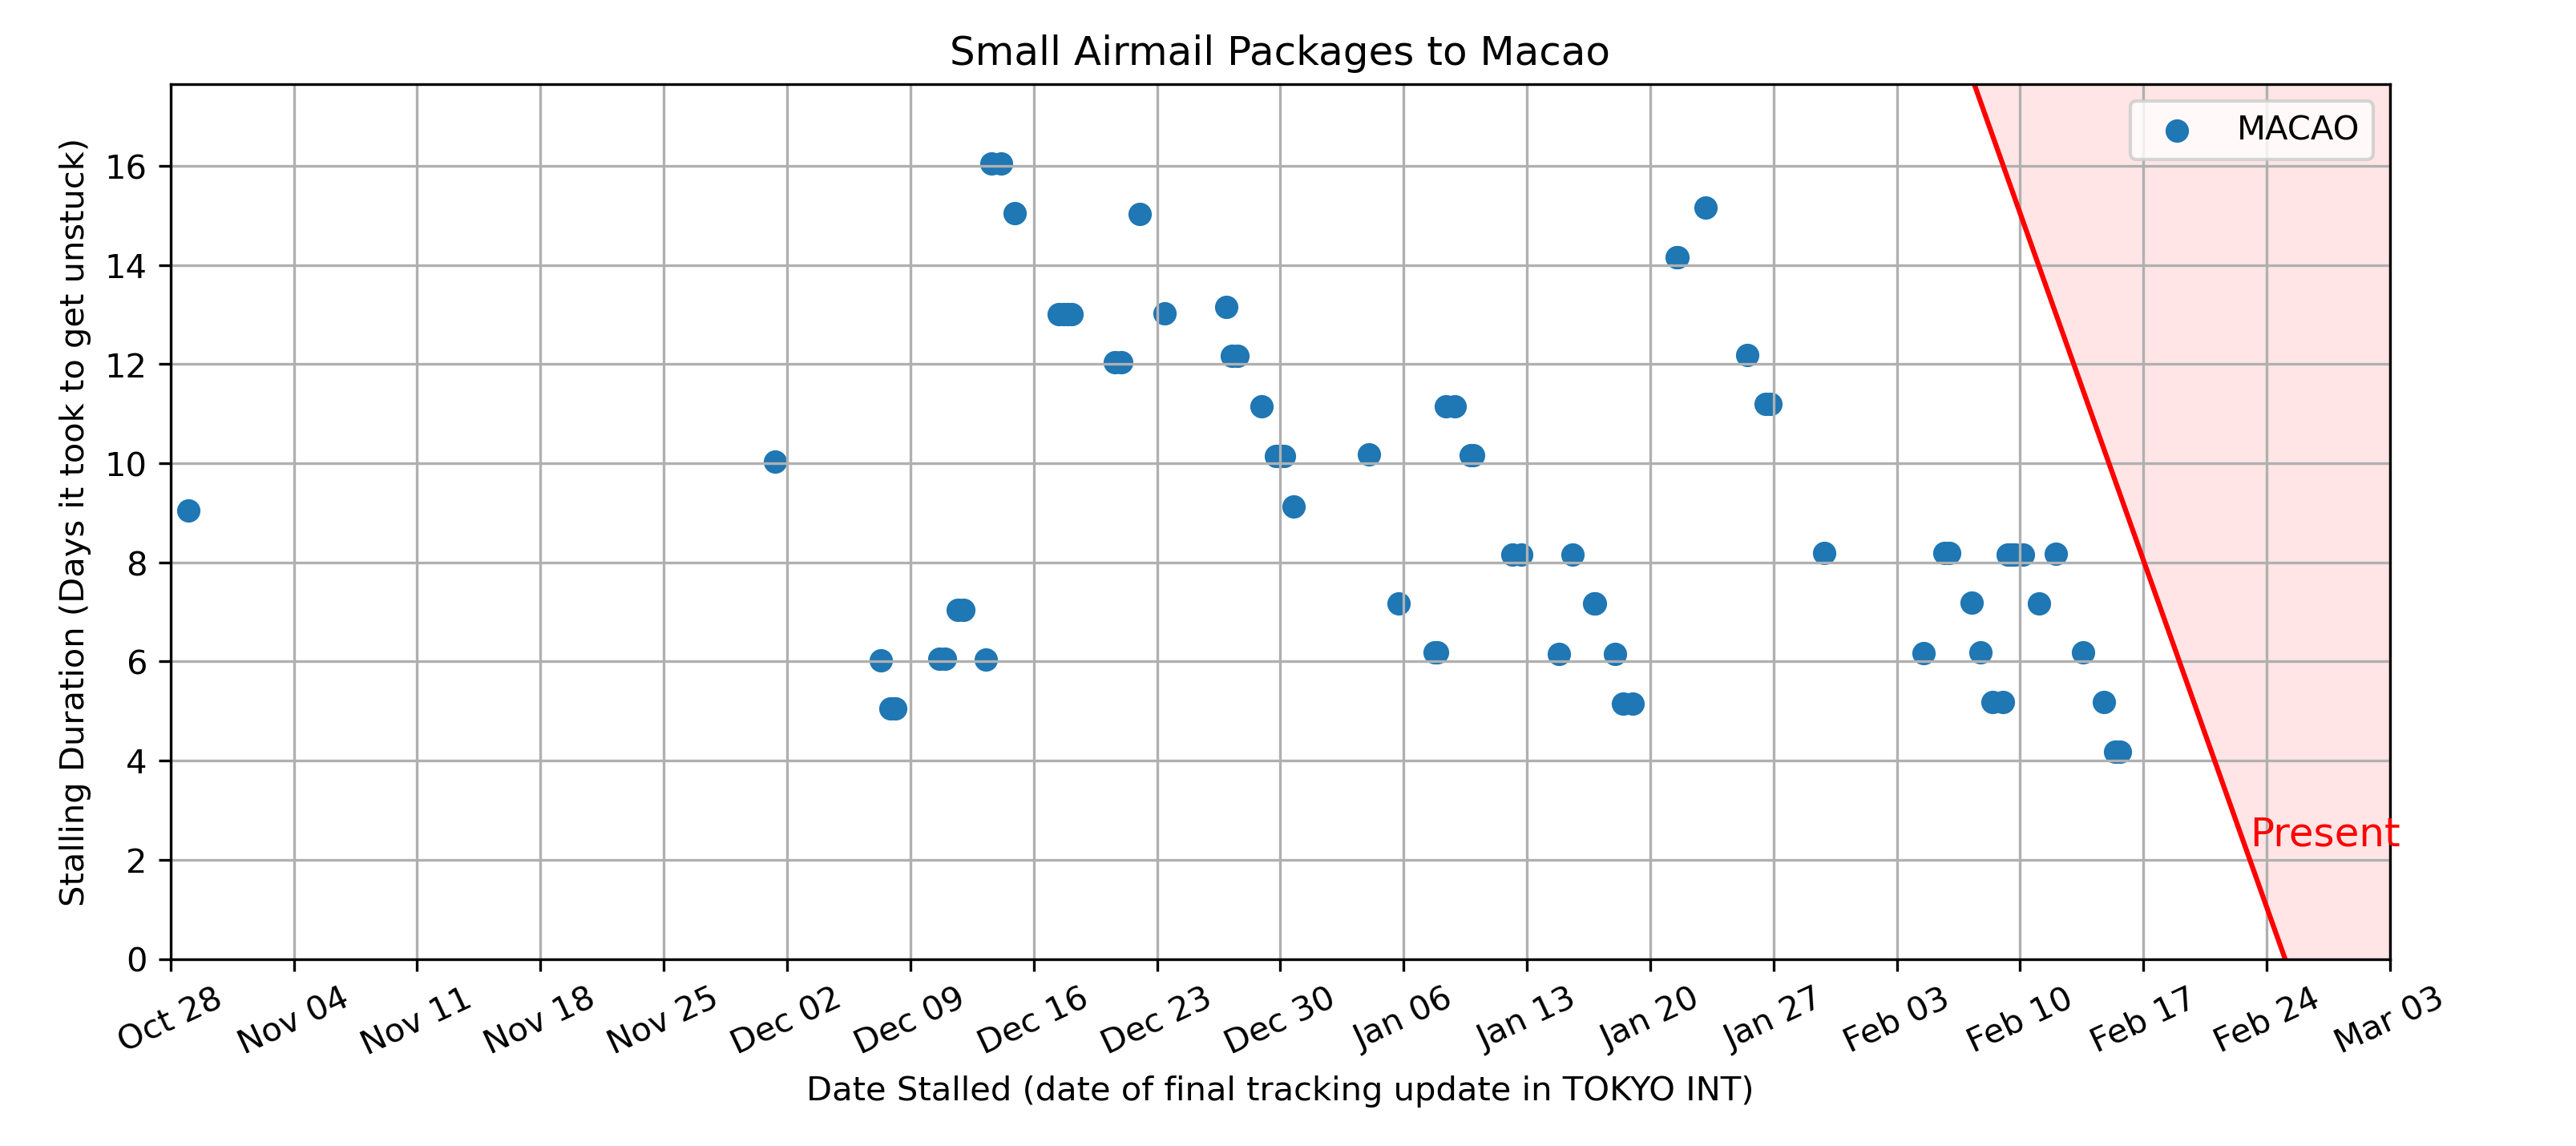 Small Airmail Packages to Macao
MACAO
Stalling Duration (Days it took to get unstuck)
16
14
12
10
8
6
4
2
0
Present
Oct 28
Nov 04
Nov 11
Nov 18
Nov 25
Dec 02
Dec 09
Dec 16
Dec 23
Dec 30
Jan 06
Jan 13
Jan 20
Jan 27
Feb 03
Feb 10
Feb 17
Feb 24
Mar 03
Date Stalled (date of final tracking update in TOKYO INT)